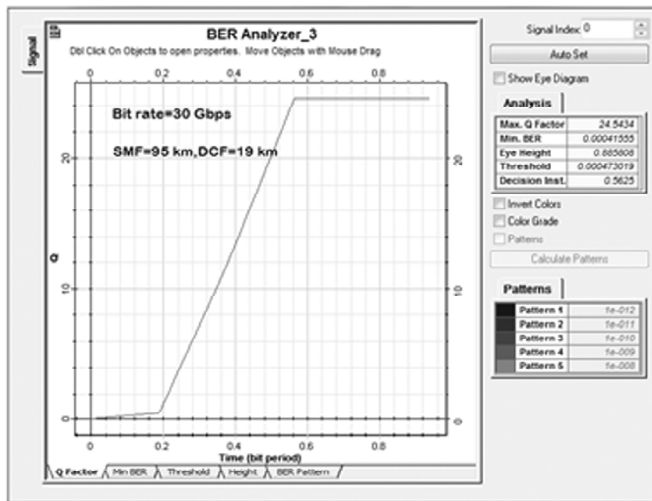 Signal
BER Analyzer_3
Dbl Click On Objects to open properties. Move Objects with Mouse Drag
0 0.2 0.4 0.6 0.8
Bit rate=30 Gbps
SMF=95 km,DCF=19 km
20
10
0
Q
20
10
0
0 0.2 0.4 0.6 0.8
Time (bit period)
Q Factor Min BER Threshold Height BER Pattern
Signal Index: 0
Auto Set
Show Eye Diagram
Analysis
Max. Q Factor 24.5434
Min. BER 0.00041555
Eye Height 0.885808
Threshold 0.000473019
Decision Inst. 0.5625
Invert Colors
Color Grade
Patterns
Calculate Patterns
Patterns
Pattern 1 1e-012
Pattern 2 1e-011
Pattern 3 1e-010
Pattern 4 1e-009
Pattern 5 1e-008